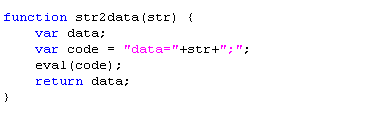 function str2data(str) {
    var data;
    var code = "data="+str+";";
    eval(code);
    return data;
}